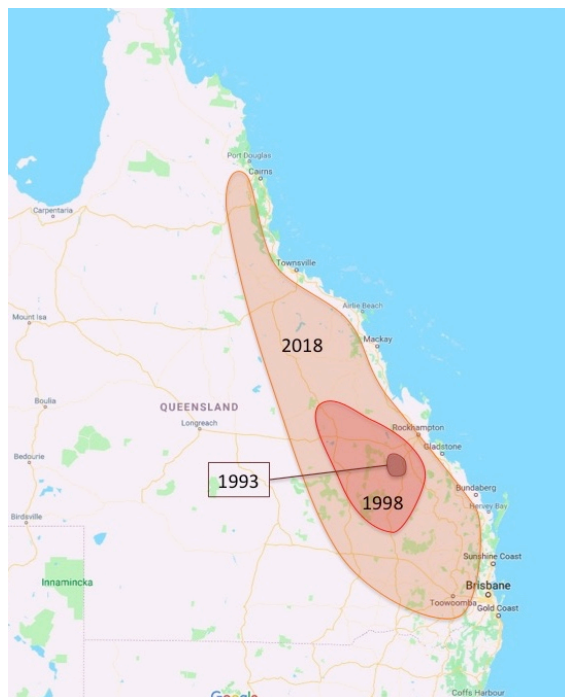 Port Douglas
Cairns
Carpentaria
Townsville
Airlie Beach
Mount Isa
Mackay
2018
QUEENSLAND
Boulia
Longreach
Rockhampton
Gladstone
Bedourie
1993
1998
Bundaberg
Hervey Bay
Birdsville
Sunshine Coast
Innamincka
Brisbane
Toowoomba
Gold Coast
Coffs Harbour
Google